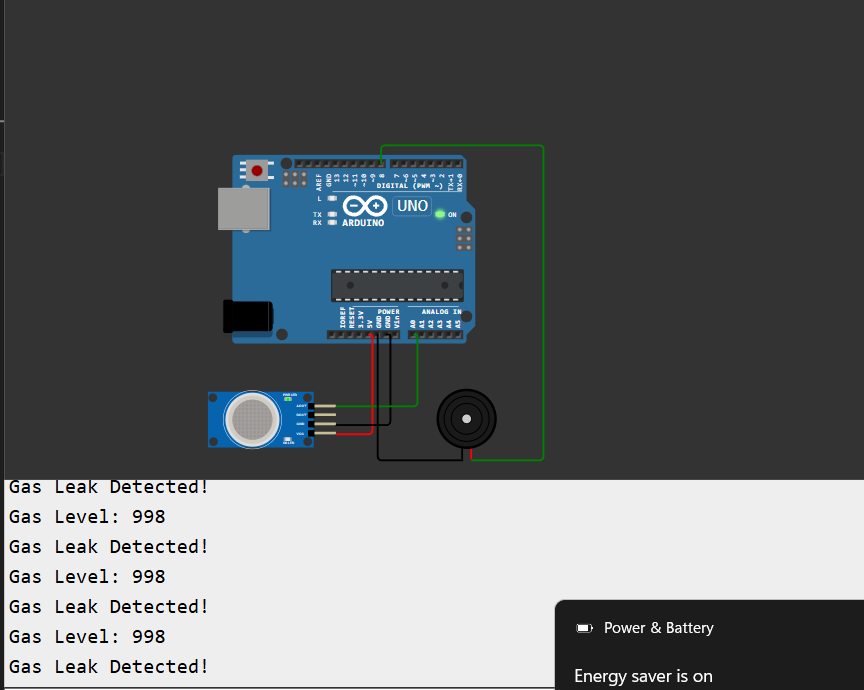 AREF
GND
13
12
~11
~10
~9
8
7
~6
~5
4
~3
2
TX→1
RX←0
DIGITAL (PWM ~)
L
TX
RX
UNO
ON
ARDUINO
IOREF
RESET
3.3V
5V
GND
GND
Vin
POWER
ANALOG IN
A0
A1
A2
A3
A4
A5
Gas Leak Detected!
Gas Level: 998
Gas Leak Detected!
Gas Level: 998
Gas Leak Detected!
Gas Level: 998
Gas Leak Detected!
Power & Battery
Energy saver is on